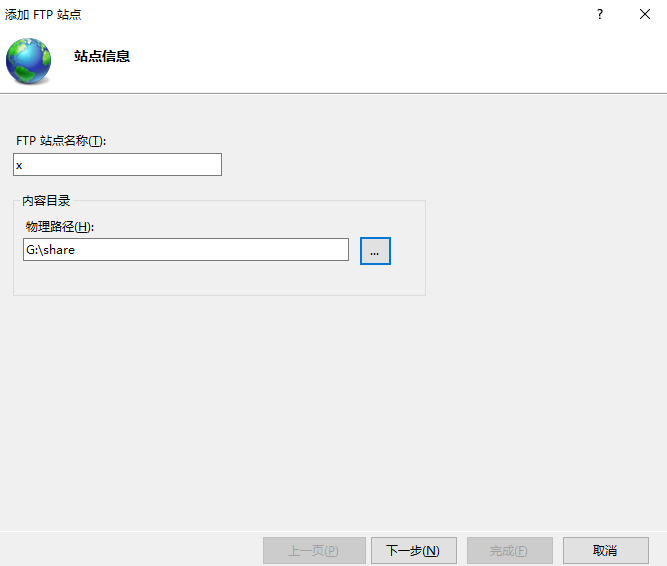 添加 FTP 站点
?
站点信息
FTP 站点名称(T):
x
内容目录
物理路径(H):
G:\share
...
上一页(P) 下一步(N) 完成(F) 取消